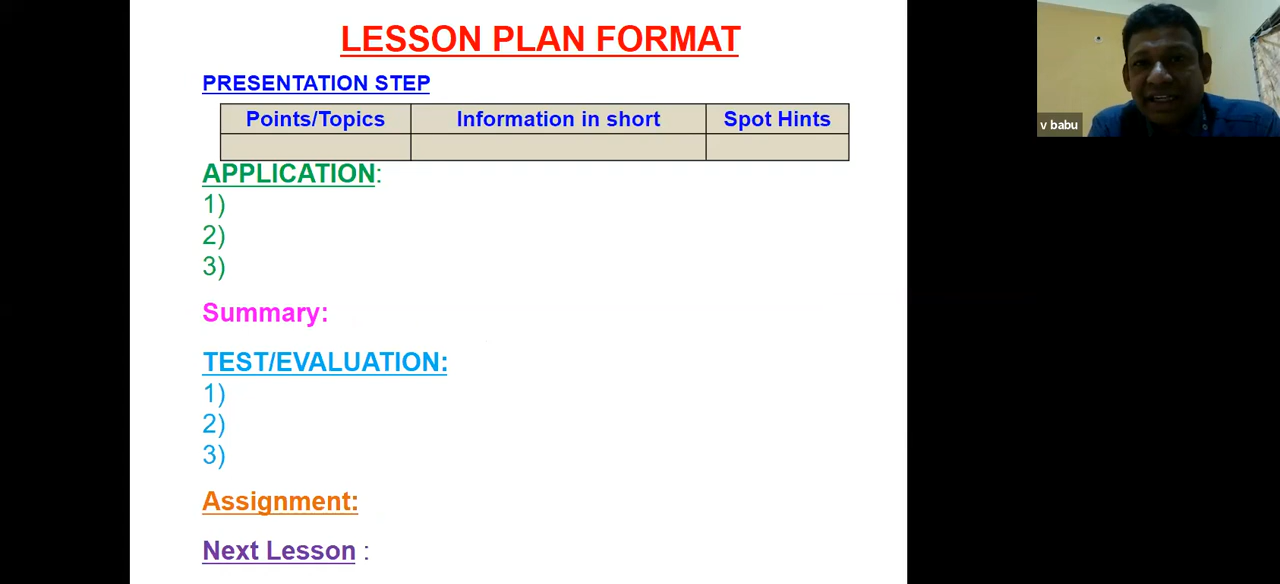 LESSON PLAN FORMAT
PRESENTATION STEP
Points/Topics Information in short Spot Hints
APPLICATION:
1)
2)
3)
Summary:
TEST/EVALUATION:
1)
2)
3)
Assignment:
Next Lesson :
v babu